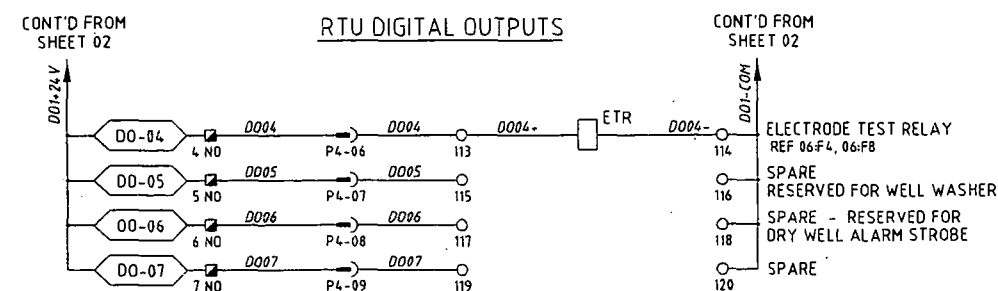 CONT'D FROM
SHEET 02
RTU DIGITAL OUTPUTS
CONT'D FROM
SHEET 02
DO1+24V
DO1-COM
DO-04
4 NO
DO04
P4-06
DO04
113
DO04+
ETR
DO04-
114
ELECTRODE TEST RELAY
REF 06:F4, 06:F8
DO-05
5 NO
DO05
P4-07
DO05
115
116
SPARE
RESERVED FOR WELL WASHER
DO-06
6 NO
DO06
P4-08
DO06
117
118
SPARE - RESERVED FOR
DRY WELL ALARM STROBE
DO-07
7 NO
DO07
P4-09
DO07
119
120
SPARE